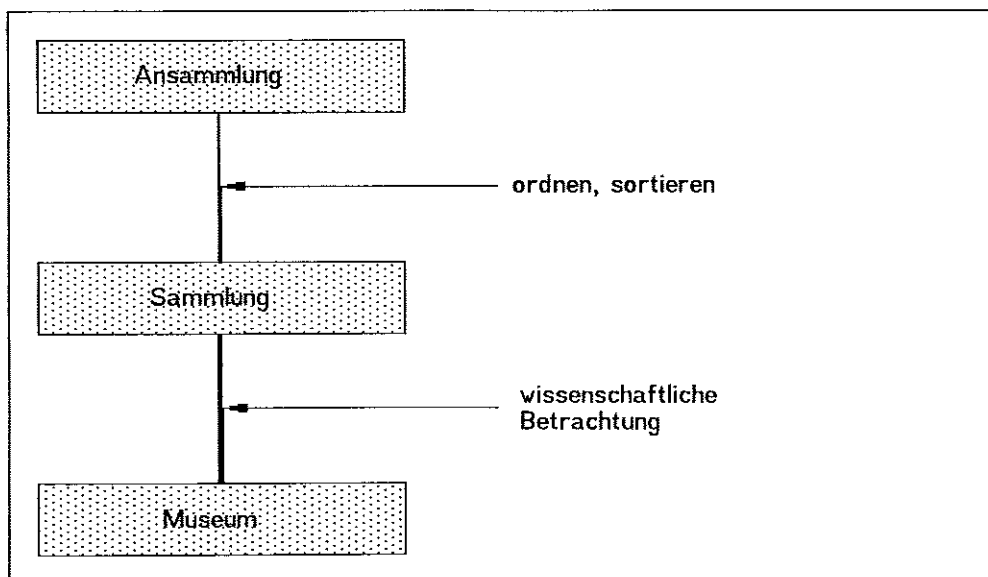 Ansammlung
ordnen, sortieren
Sammlung
wissenschaftliche
Betrachtung
Museum